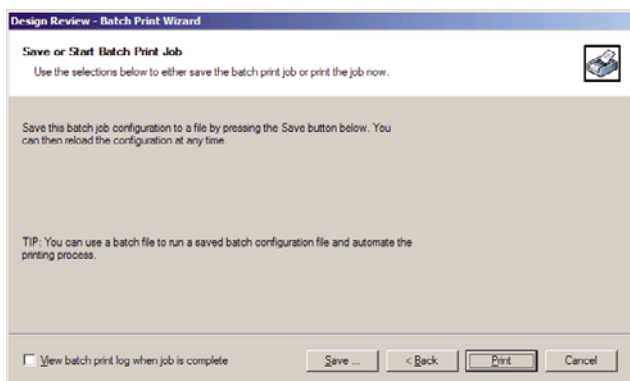 Design Review - Batch Print Wizard
Save or Start Batch Print Job
Use the selections below to either save the batch print job or print the job now.
Save this batch job configuration to a file by pressing the Save button below. You
can then reload the configuration at any time.
TIP: You can use a batch file to run a saved batch configuration file and automate the
printing process.
View batch print log when job is complete
Save ...
< Back
Print
Cancel